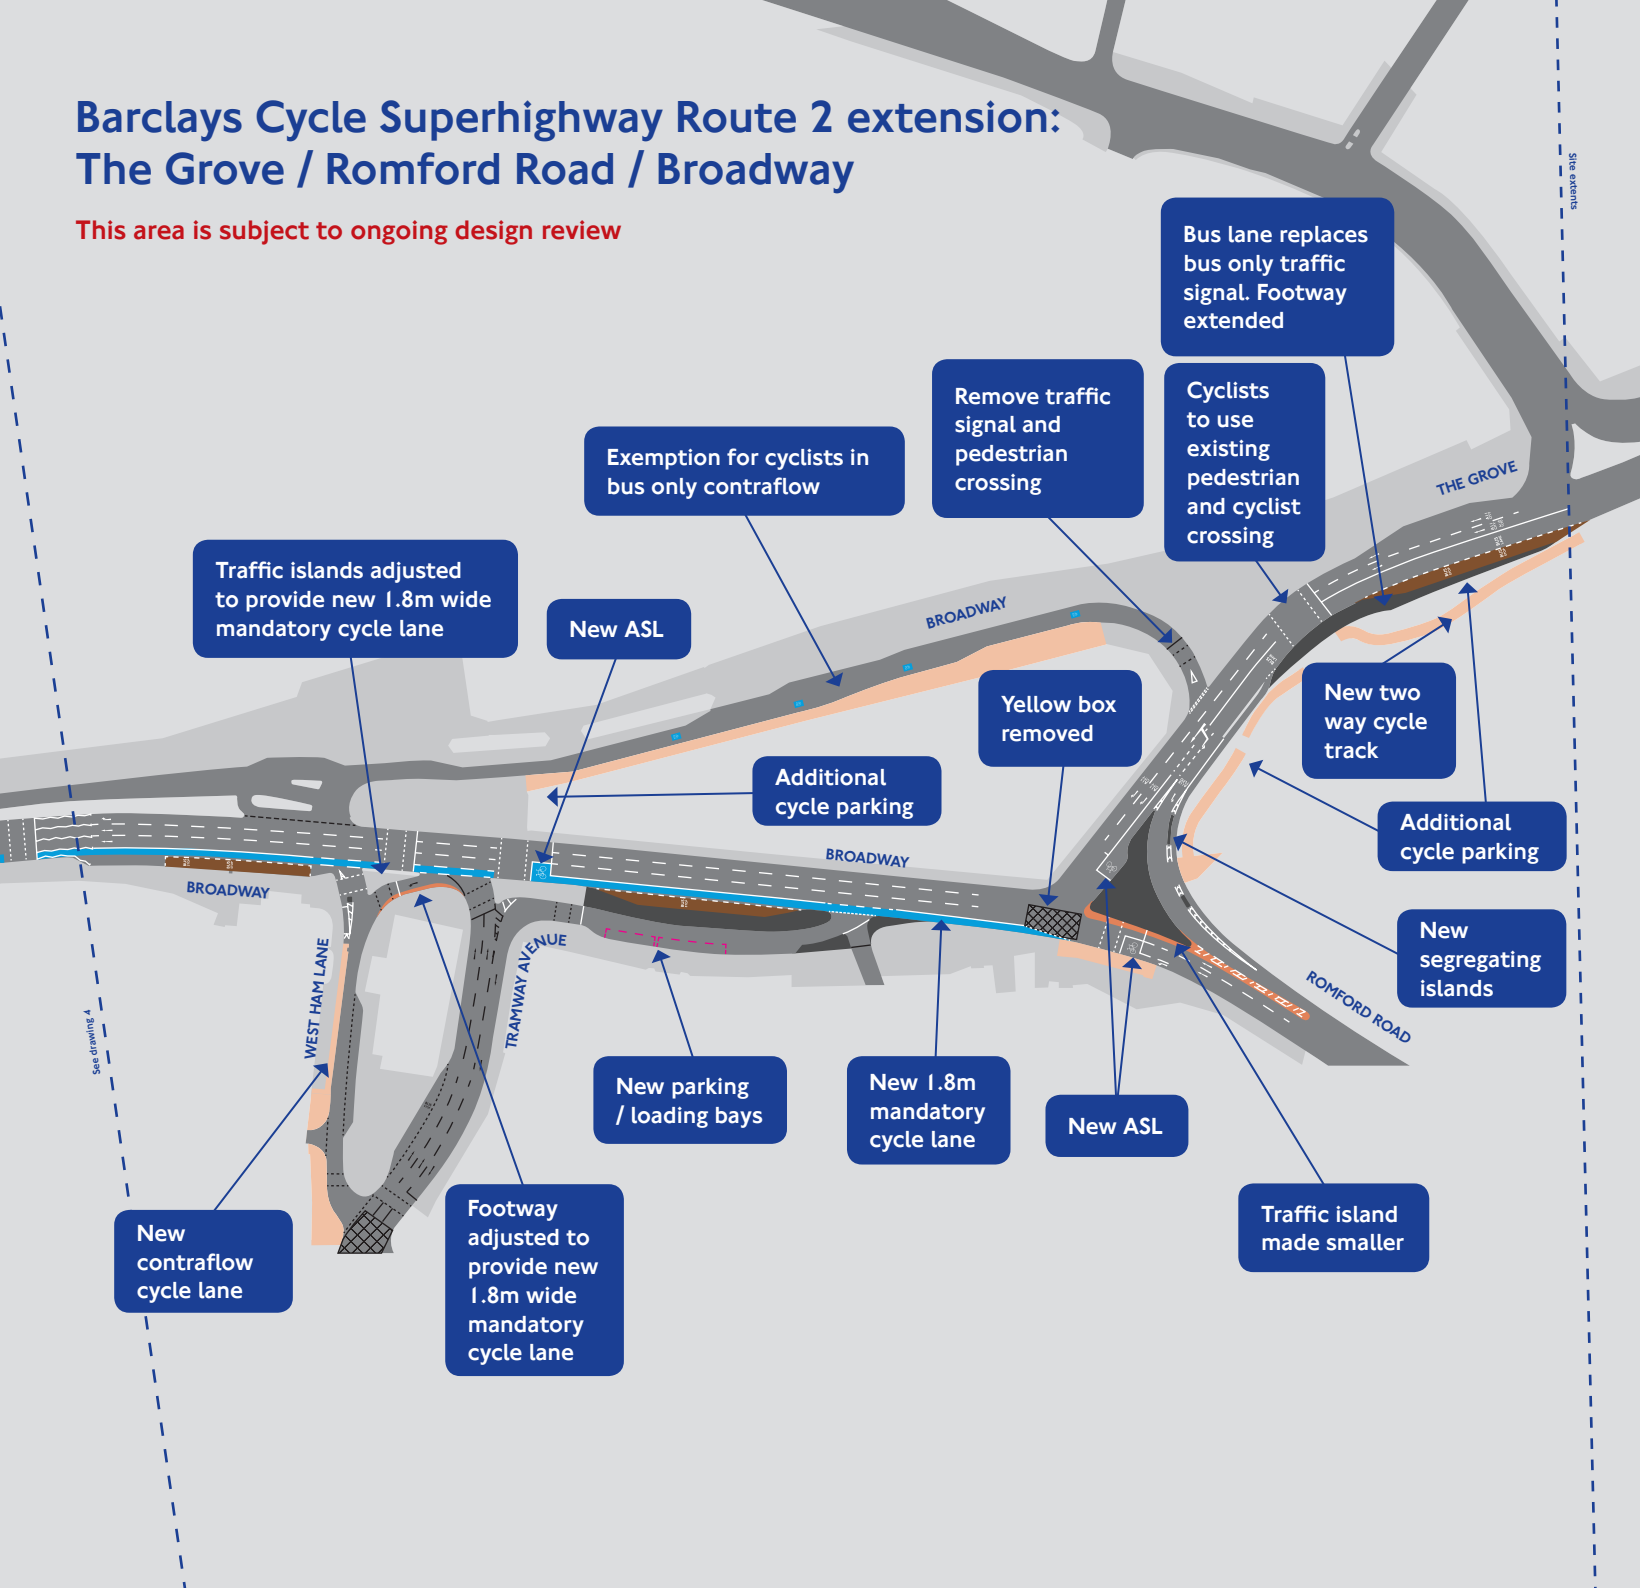 Barclays Cycle Superhighway Route 2 extension:
The Grove / Romford Road / Broadway
This area is subject to ongoing design review
Site extents
Bus lane replaces
bus only traffic
signal. Footway
extended
Remove traffic
signal and
pedestrian
crossing
Cyclists
to use
existing
pedestrian
and cyclist
crossing
Exemption for cyclists in
bus only contraflow
THE GROVE
Traffic islands adjusted
to provide new 1.8m wide
mandatory cycle lane
New ASL
BROADWAY
Yellow box
removed
New two
way cycle
track
Additional
cycle parking
Additional
cycle parking
BROADWAY
BROADWAY
New
segregating
islands
WEST HAM LANE
TRAMWAY AVENUE
ROMFORD ROAD
See drawing 4
New parking
/ loading bays
New 1.8m
mandatory
cycle lane
New ASL
Traffic island
made smaller
New
contraflow
cycle lane
Footway
adjusted to
provide new
1.8m wide
mandatory
cycle lane